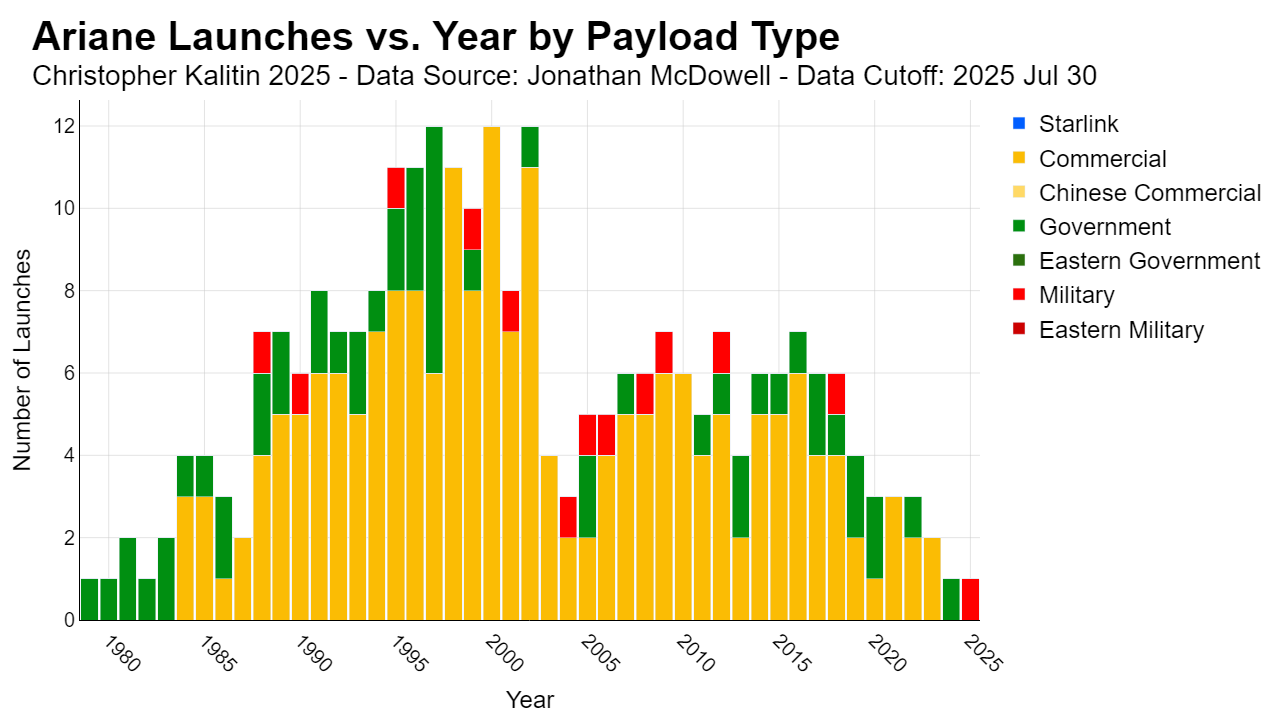 Ariane Launches vs. Year by Payload Type
Christopher Kalitin 2025 - Data Source: Jonathan McDowell - Data Cutoff: 2025 Jul 30
Number of Launches
12
10
8
6
4
2
0
1980
1985
1990
1995
2000
2005
2010
2015
2020
2025
Year
Starlink
Commercial
Chinese Commercial
Government
Eastern Government
Military
Eastern Military